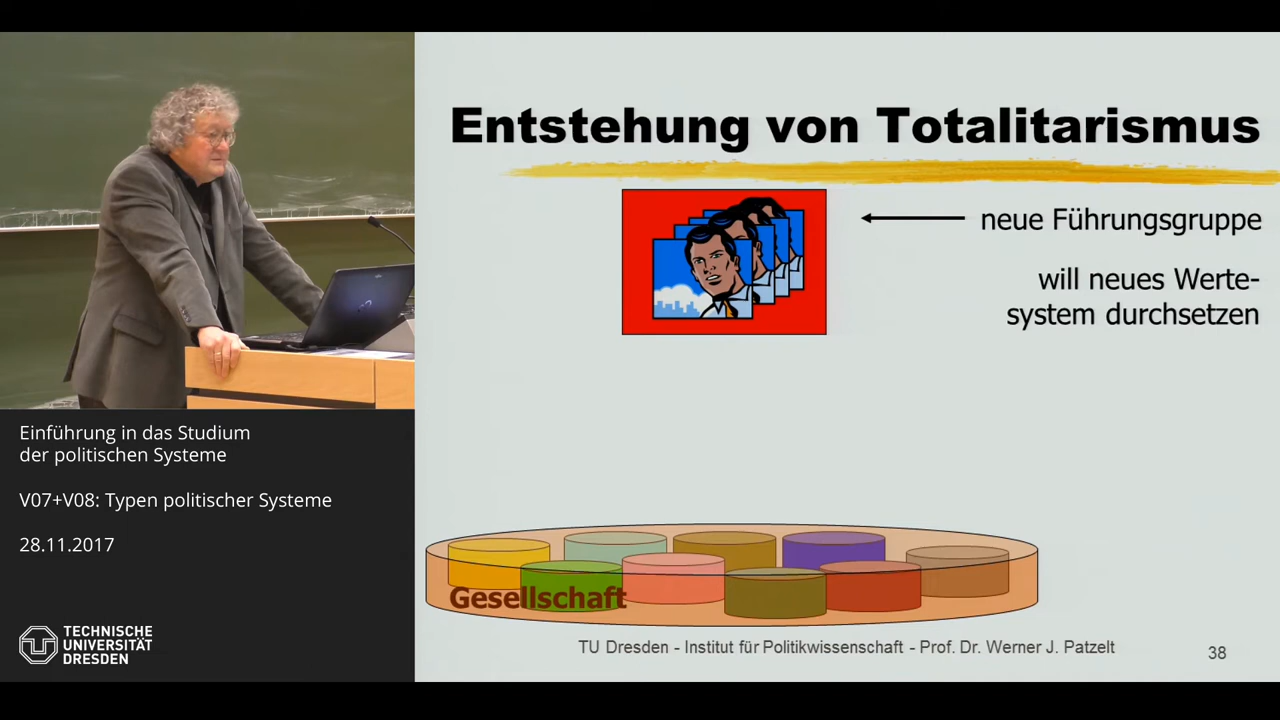 Entstehung von Totalitarismus
neue Führungsgruppe
will neues Werte-
system durchsetzen
Gesellschaft
TU Dresden - Institut für Politikwissenschaft - Prof. Dr. Werner J. Patzelt
38
Einführung in das Studium
der politischen Systeme
V07+V08: Typen politischer Systeme
28.11.2017
TECHNISCHE
UNIVERSITÄT
DRESDEN